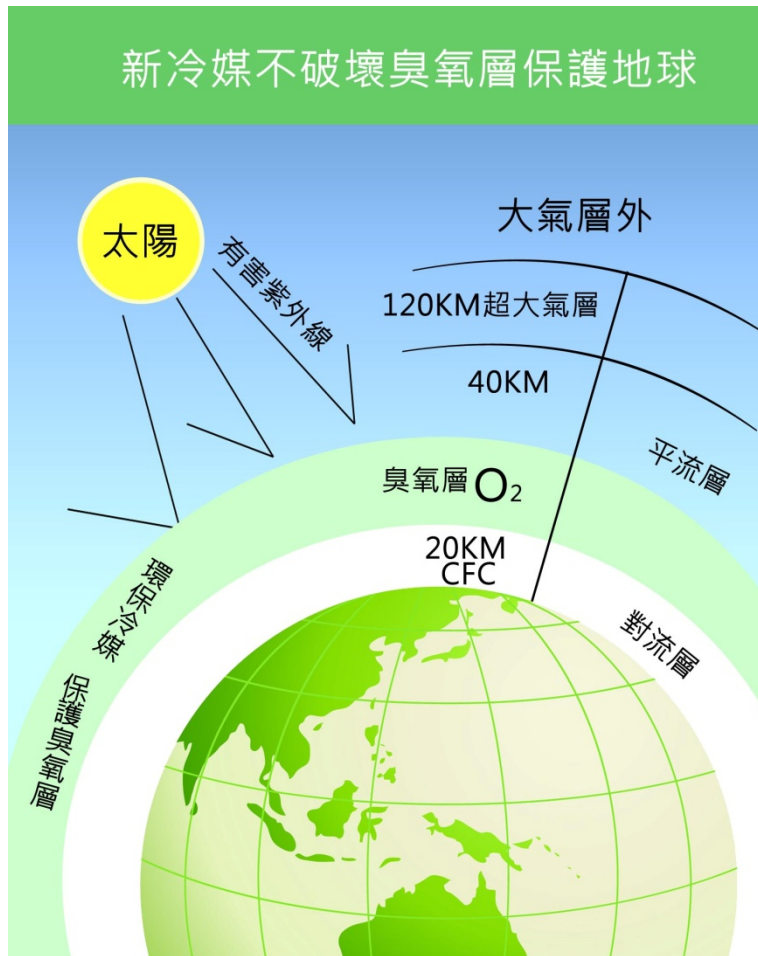 新冷媒不破壞臭氧層保護地球
太陽
有害紫外線
大氣層外
120KM超大氣層
40KM
平流層
臭氧層O₂
20KM
CFC
對流層
環保冷媒 保護臭氧層